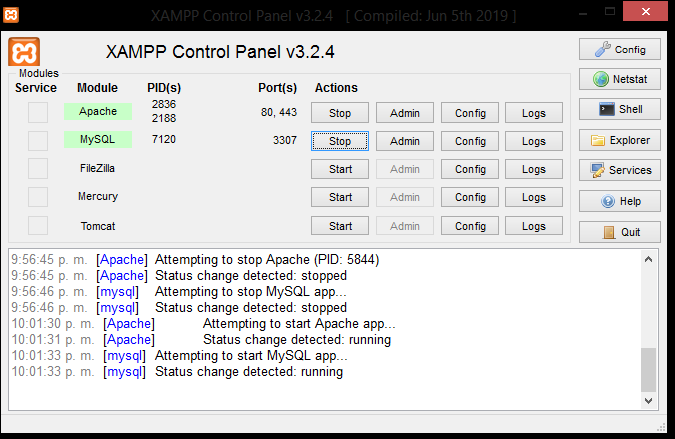 XAMPP Control Panel v3.2.4 [ Compiled: Jun 5th 2019 ]
XAMPP Control Panel v3.2.4
Config
Modules
Service Module PID(s) Port(s) Actions
Netstat
Apache 2836 2188 80, 443 Stop Admin Config Logs
Shell
MySQL 7120 3307 Stop Admin Config Logs
Explorer
FileZilla Start Admin Config Logs
Services
Mercury Start Admin Config Logs
Help
Tomcat Start Admin Config Logs
Quit
9:56:45 p. m. [Apache] Attempting to stop Apache (PID: 5844)
9:56:45 p. m. [Apache] Status change detected: stopped
9:56:46 p. m. [mysql] Attempting to stop MySQL app...
9:56:46 p. m. [mysql] Status change detected: stopped
10:01:30 p. m. [Apache] Attempting to start Apache app...
10:01:31 p. m. [Apache] Status change detected: running
10:01:33 p. m. [mysql] Attempting to start MySQL app...
10:01:33 p. m. [mysql] Status change detected: running